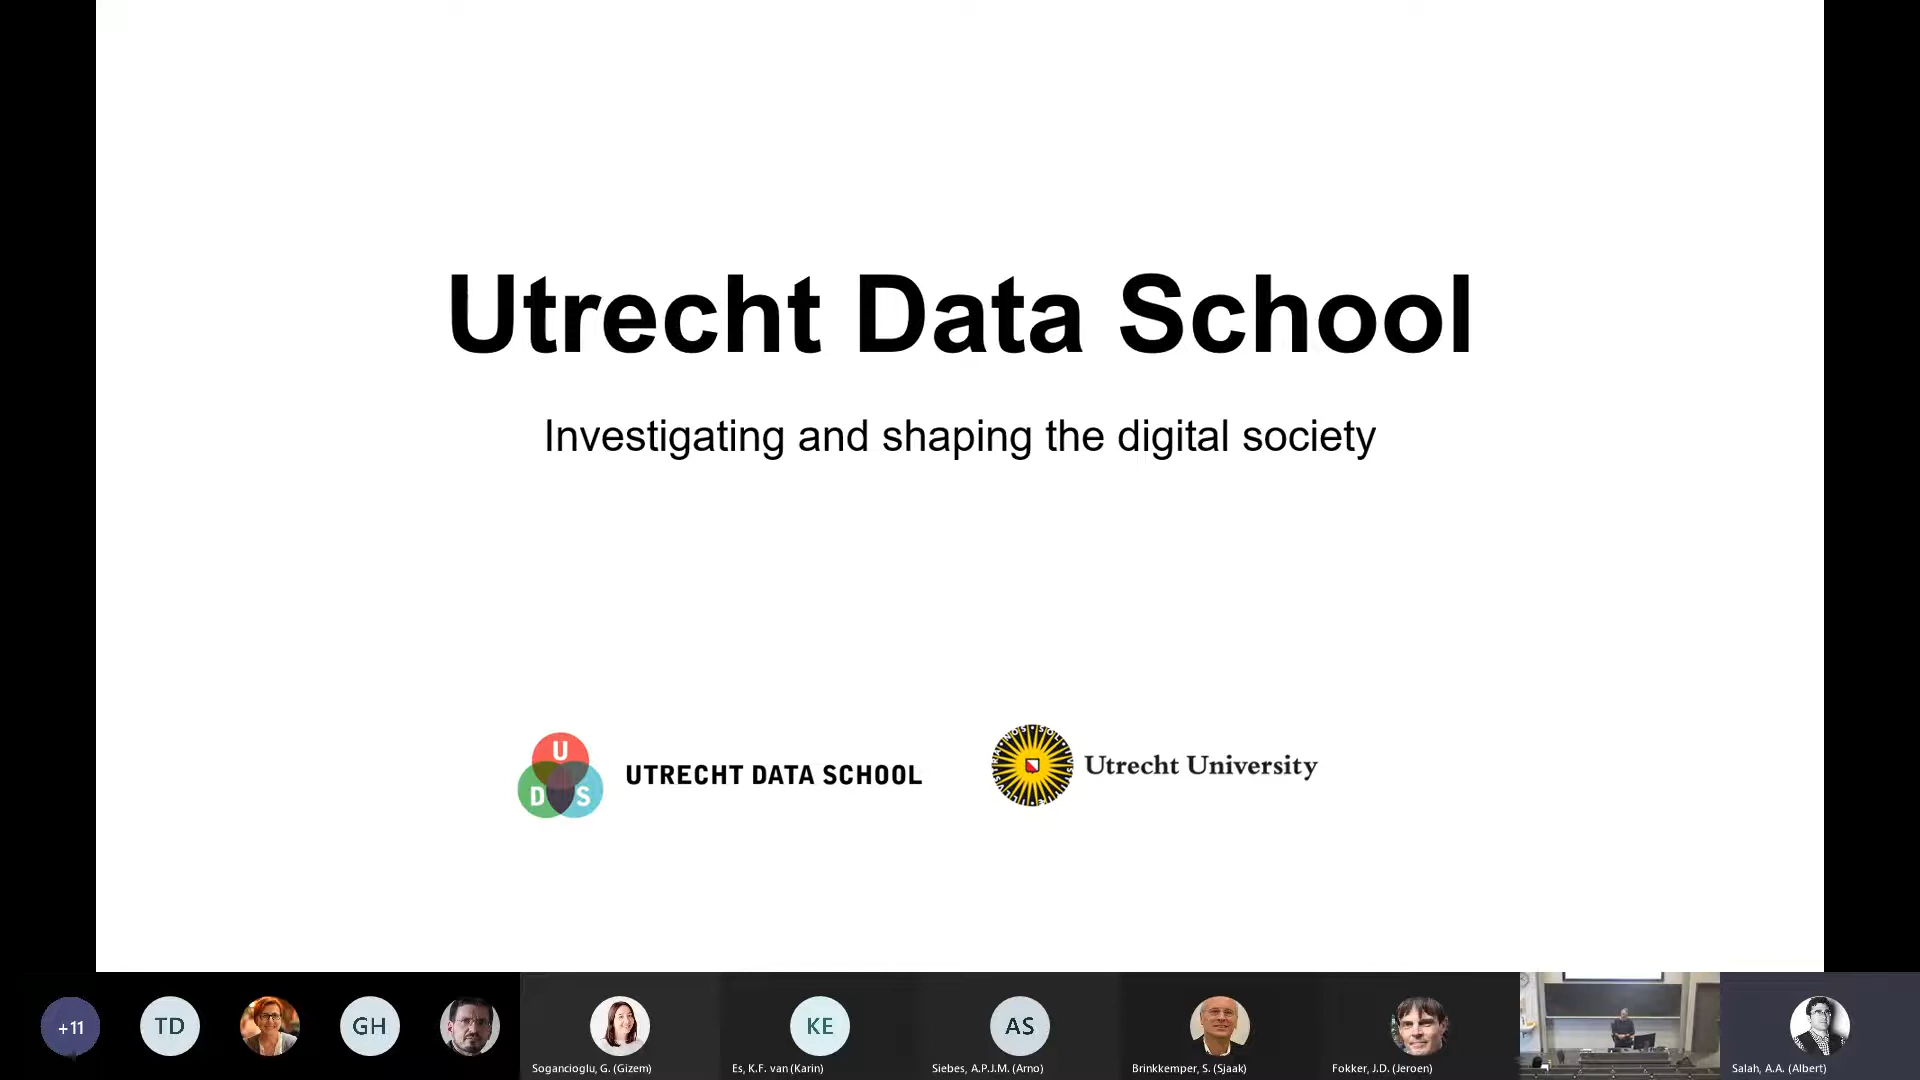 Utrecht Data School
Investigating and shaping the digital society
U
D S
UTRECHT DATA SCHOOL
Utrecht University
+11
TD
GH
KE
AS
Sogancioglu, G. (Gizem)
Es, K.F. van (Karin)
Siebes, A.P.J.M. (Arno)
Brinkkemper, S. (Sjaak)
Fokker, J.D. (Jeroen)
Salah, A.A. (Albert)